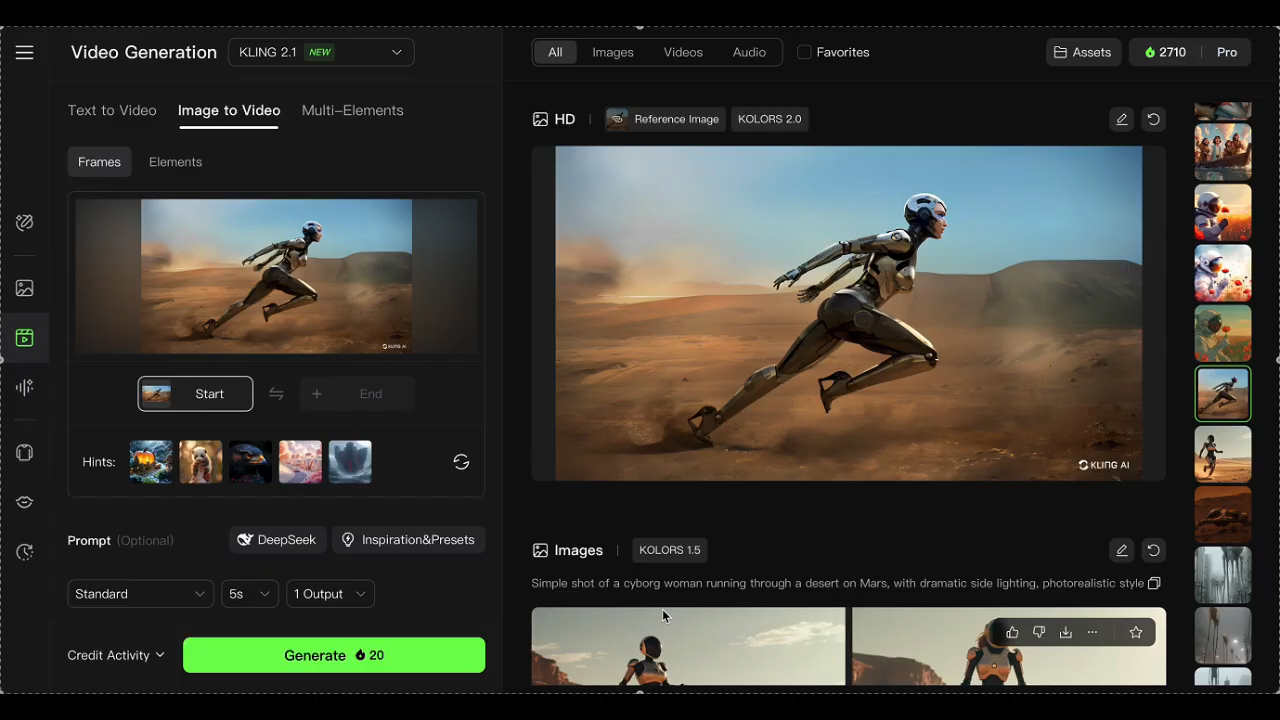 Video Generation
KLING 2.1 NEW
All Images Videos Audio Favorites
Assets 2710 Pro
Text to Video Image to Video Multi-Elements
HD Reference Image KOLORS 2.0
Frames Elements
KLING AI
KLING AI
Start End
Hints:
Prompt (Optional) DeepSeek Inspiration&Presets
Images KOLORS 1.5
Simple shot of a cyborg woman running through a desert on Mars, with dramatic side lighting, photorealistic style
Standard 5s 1 Output
Credit Activity Generate 20